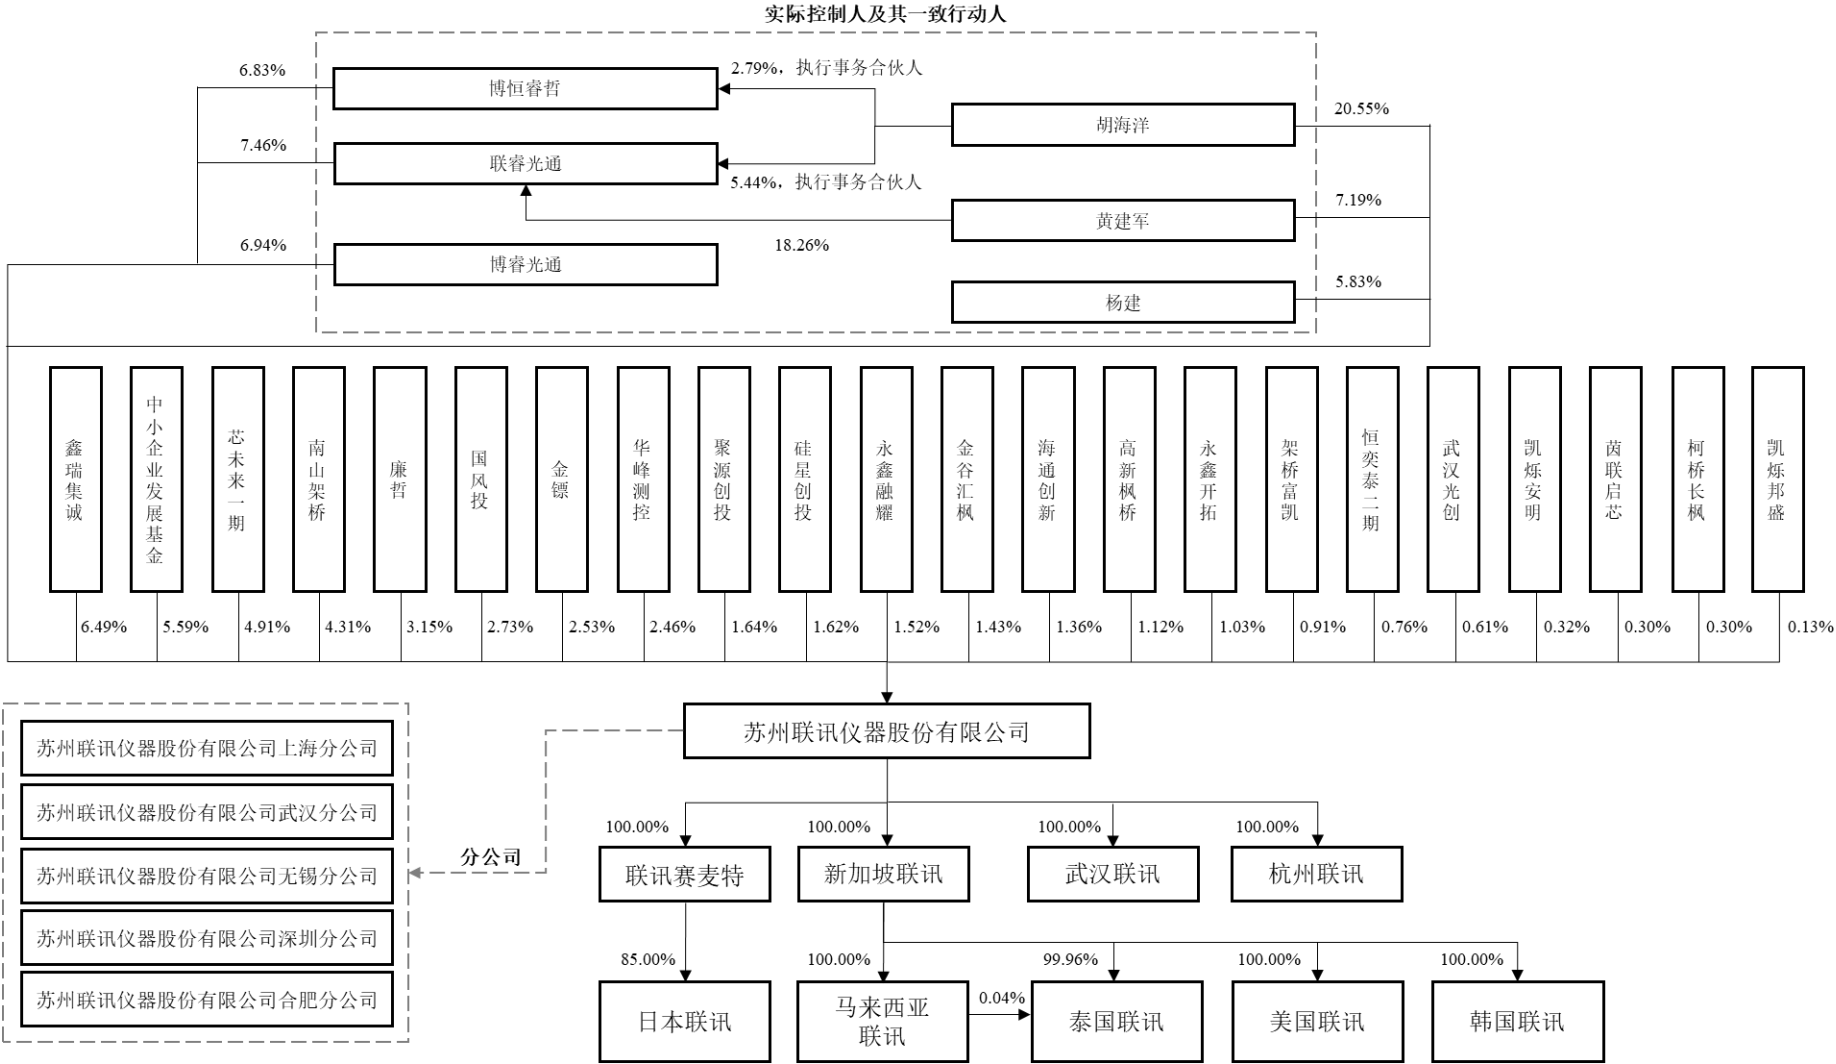 实际控制人及其一致行动人
6.83%
博恒睿哲
2.79%，执行事务合伙人
胡海洋
20.55%
7.46%
联睿光通
5.44%，执行事务合伙人
黄建军
7.19%
6.94%
博睿光通
18.26%
杨建
5.83%
鑫瑞集诚
中小企业发展基金
芯未来一期
南山架桥
廉哲
国风投
金镖
华峰测控
聚源创投
硅星创投
永鑫融耀
金谷汇枫
海通创新
高新枫桥
永鑫开拓
架桥富凯
恒奕泰二期
武汉光创
凯烁安明
茵联启芯
柯桥长枫
凯烁邦盛
6.49%
5.59%
4.91%
4.31%
3.15%
2.73%
2.53%
2.46%
1.64%
1.62%
1.52%
1.43%
1.36%
1.12%
1.03%
0.91%
0.76%
0.61%
0.32%
0.30%
0.30%
0.13%
苏州联讯仪器股份有限公司
苏州联讯仪器股份有限公司上海分公司
苏州联讯仪器股份有限公司武汉分公司
苏州联讯仪器股份有限公司无锡分公司
苏州联讯仪器股份有限公司深圳分公司
苏州联讯仪器股份有限公司合肥分公司
分公司
100.00%
100.00%
100.00%
100.00%
联讯赛麦特
新加坡联讯
武汉联讯
杭州联讯
85.00%
100.00%
99.96%
100.00%
100.00%
日本联讯
马来西亚
联讯
0.04%
泰国联讯
美国联讯
韩国联讯